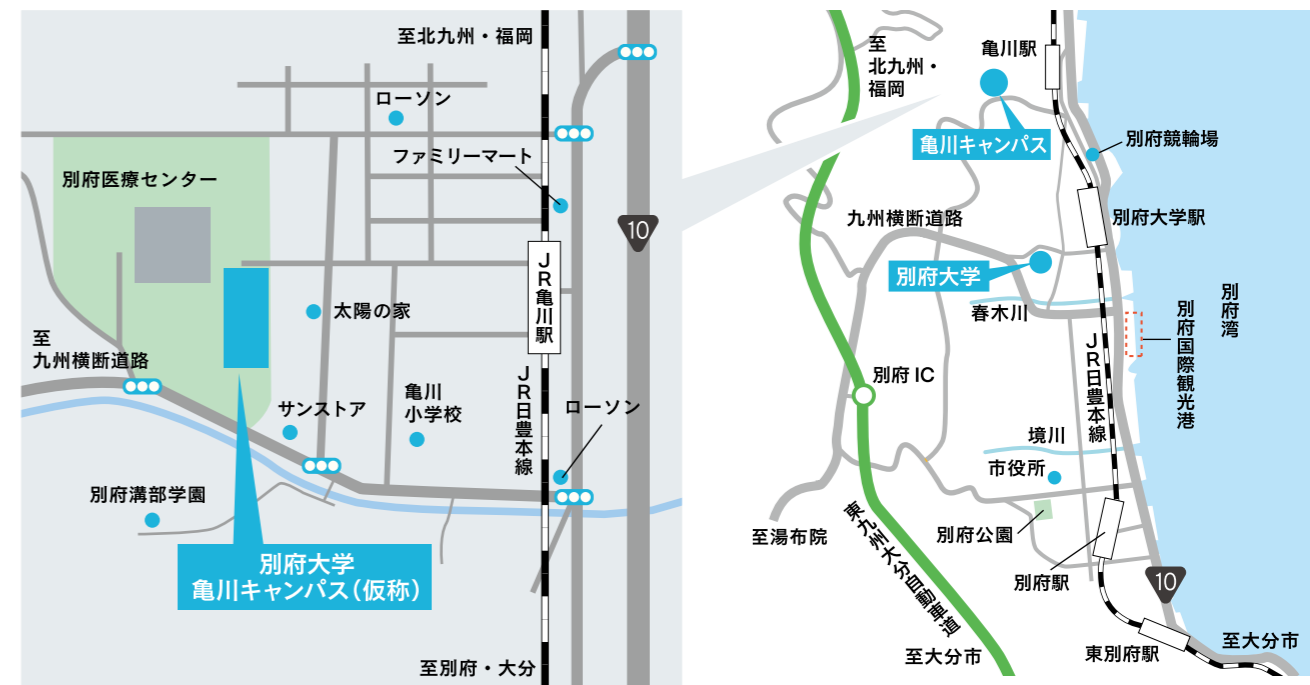 至北九州・福岡
ローソン
ファミリーマート
別府医療センター
10
JR亀川駅
太陽の家
至
九州横断道路
サンストア
亀川
小学校
JR日豊本線
ローソン
別府溝部学園
別府大学
亀川キャンパス(仮称)
至別府・大分
至
北九州・
福岡
亀川駅
亀川キャンパス
別府競輪場
九州横断道路
別府大学駅
別府大学
春木川
別府湾
別府国際観光港
JR日豊本線
別府 IC
境川
市役所
至湯布院
東九州大分自動車道
別府公園
別府駅
10
至大分市
東別府駅
至大分市